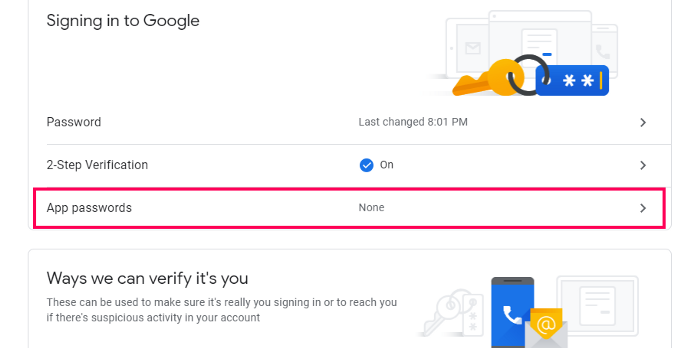 Signing in to Google
Password
Last changed 8:01 PM
2-Step Verification
On
App passwords
None
Ways we can verify it's you
These can be used to make sure it's really you signing in or to reach you
if there's suspicious activity in your account